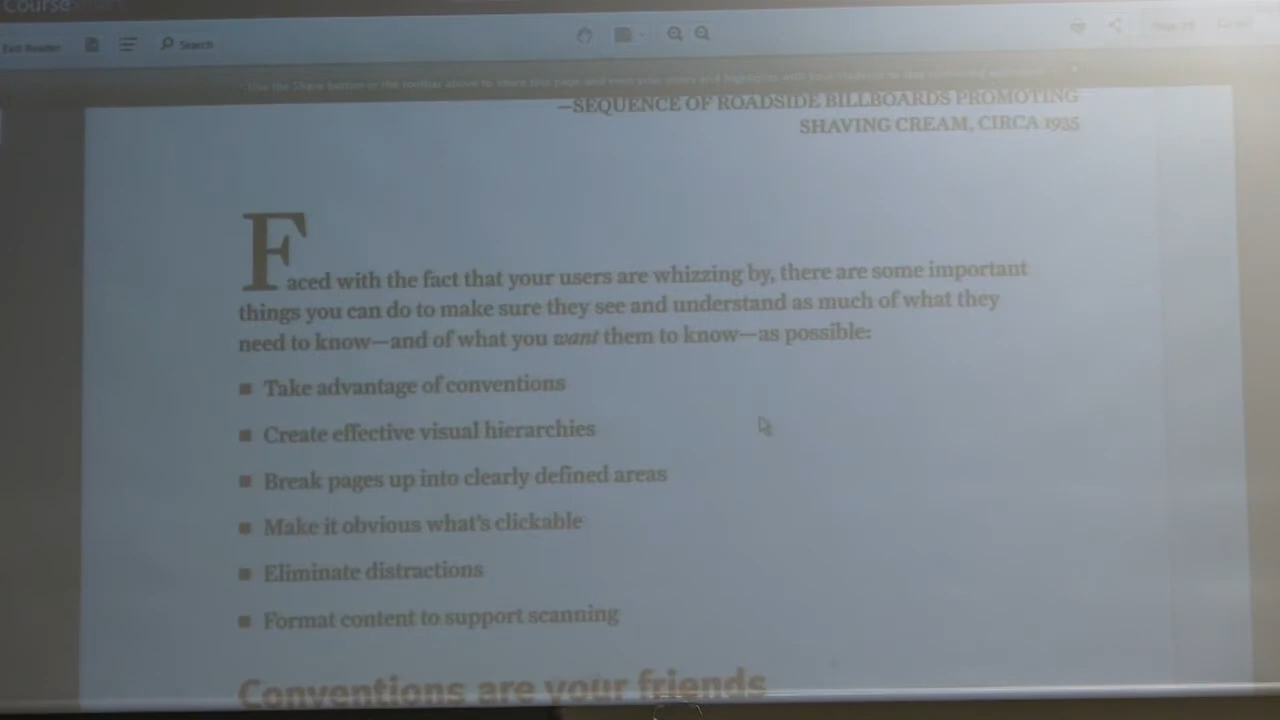 Course
Exit Reader
Search
—SEQUENCE OF ROADSIDE BILLBOARDS PROMOTING
SHAVING CREAM, CIRCA 1935
Faced with the fact that your users are whizzing by, there are some important
things you can do to make sure they see and understand as much of what they
need to know—and of what you want them to know—as possible:
■ Take advantage of conventions
■ Create effective visual hierarchies
■ Break pages up into clearly defined areas
■ Make it obvious what's clickable
■ Eliminate distractions
■ Format content to support scanning
Conventions are your friends